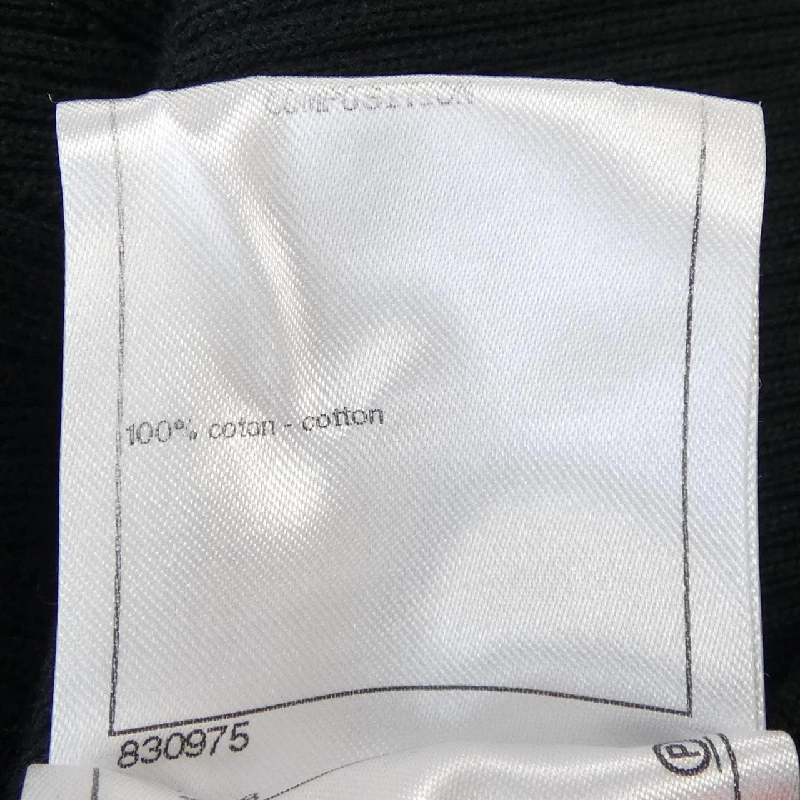 COMPOSITION
100% coton - cotton
830975
P